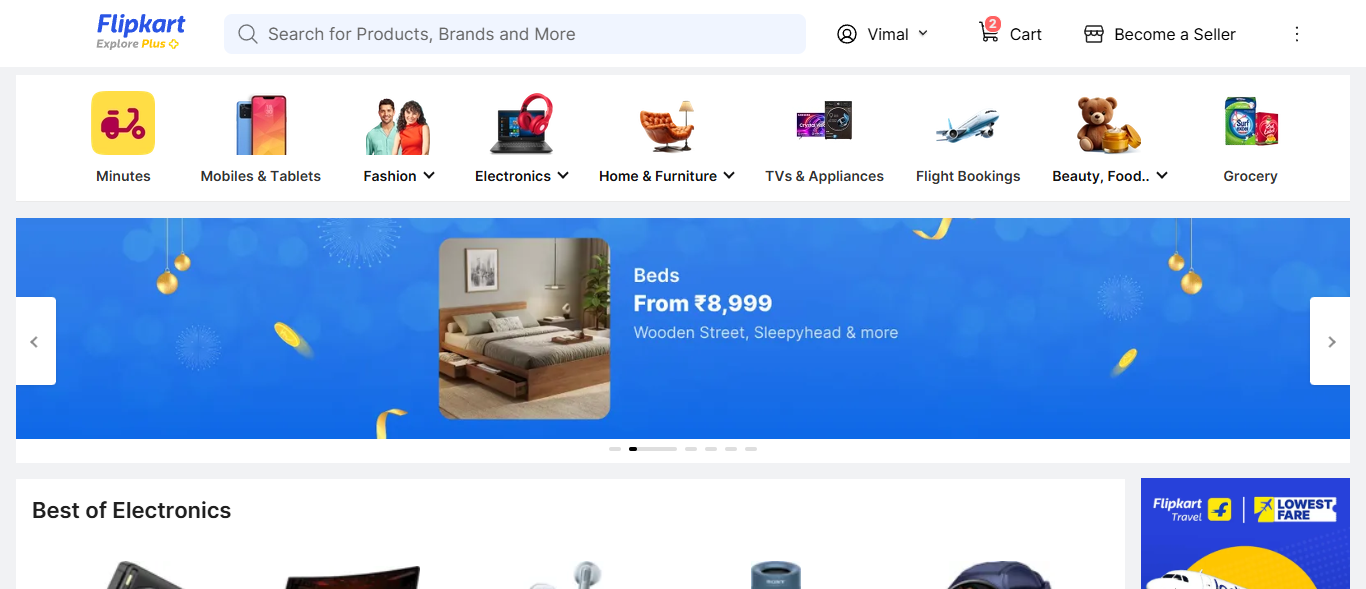 Flipkart
Explore Plus
Search for Products, Brands and More
Vimal
2
Cart
Become a Seller
Minutes
Mobiles & Tablets
Fashion
Electronics
Home & Furniture
TVs & Appliances
Flight Bookings
Beauty, Food..
Grocery
Beds
From ₹8,999
Wooden Street, Sleepyhead & more
Best of Electronics
Flipkart
Travel
LOWEST
FARE
SONY